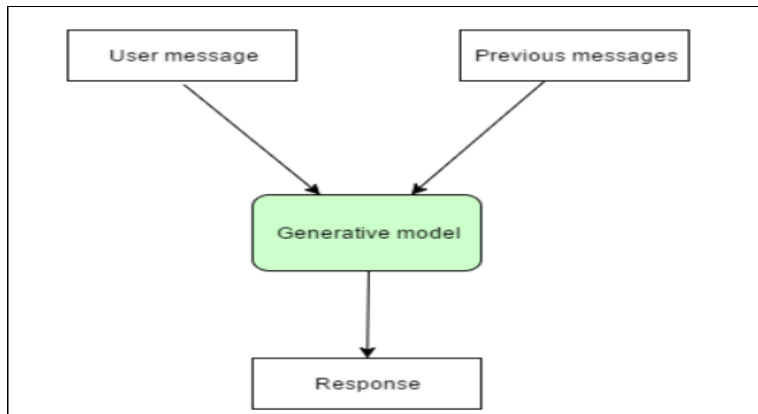 User message
Previous messages
Generative model
Response